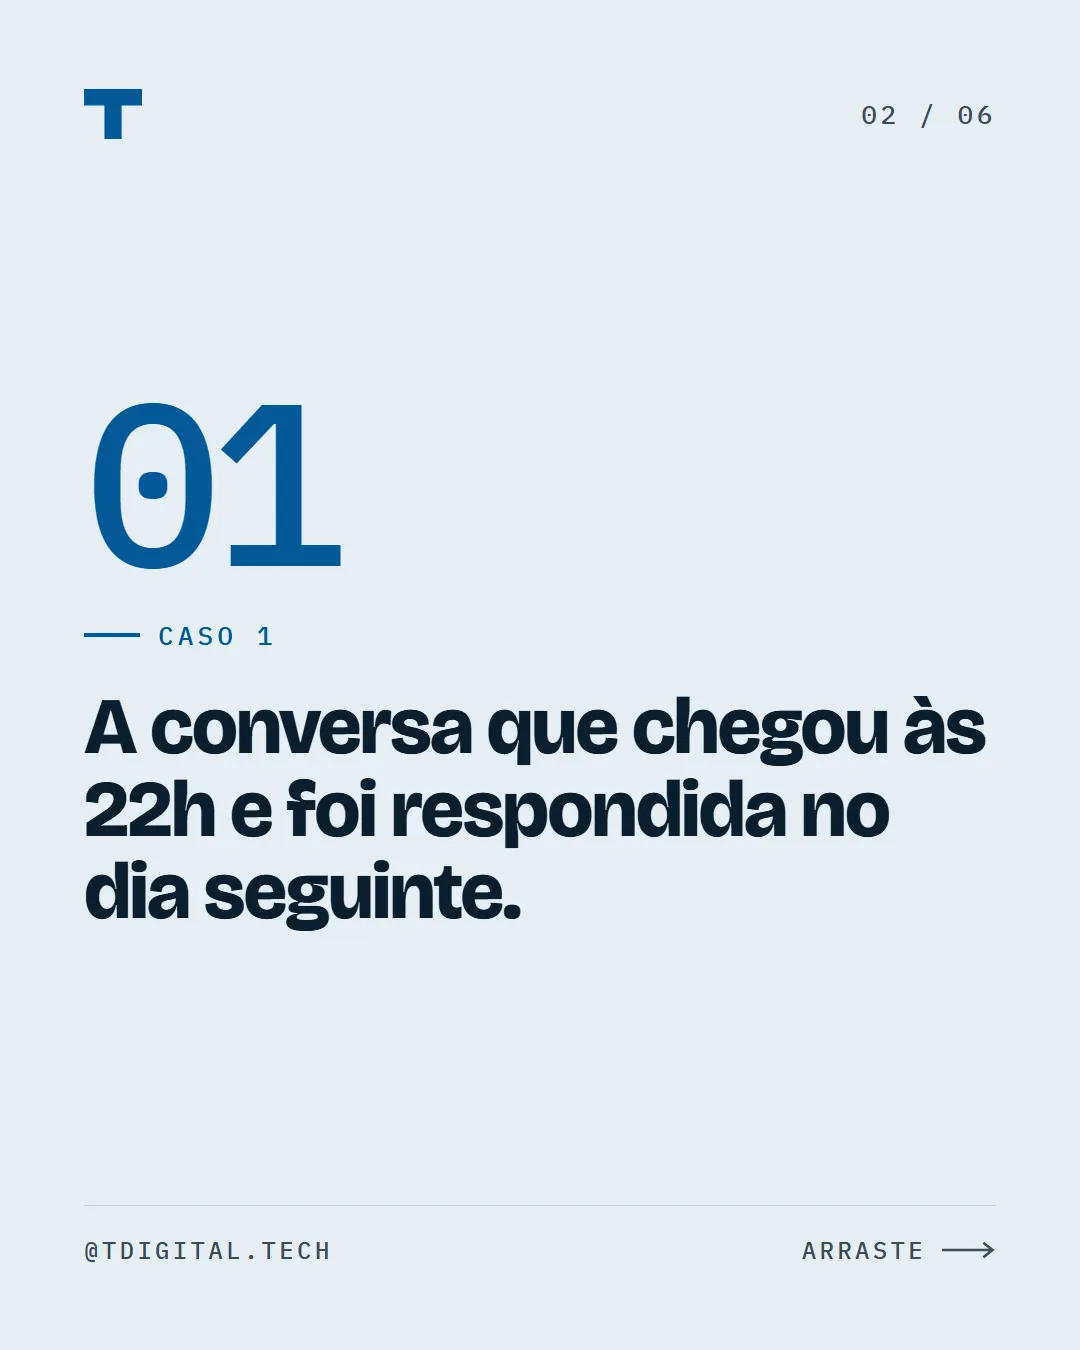 T
02 / 06
01
CASO 1
A conversa que chegou às
22h e foi respondida no
dia seguinte.
@TDIGITAL.TECH
ARRASTE